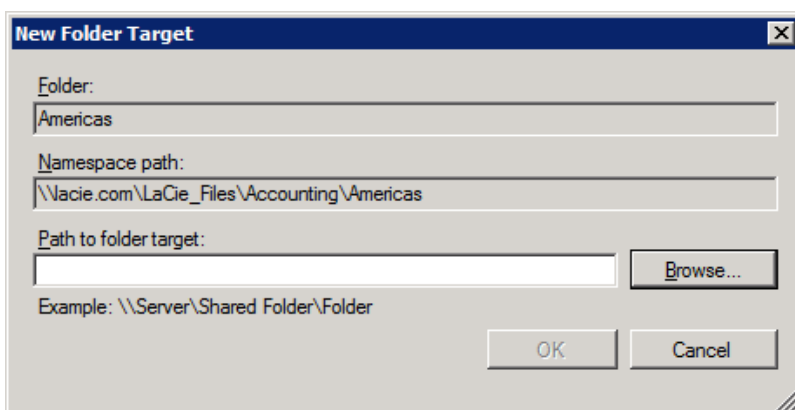 New Folder Target
Folder:
Americas
Namespace path:
\\lacie.com\LaCie_Files\Accounting\Americas
Path to folder target:
Browse...
Example: \\Server\Shared Folder\Folder
OK
Cancel